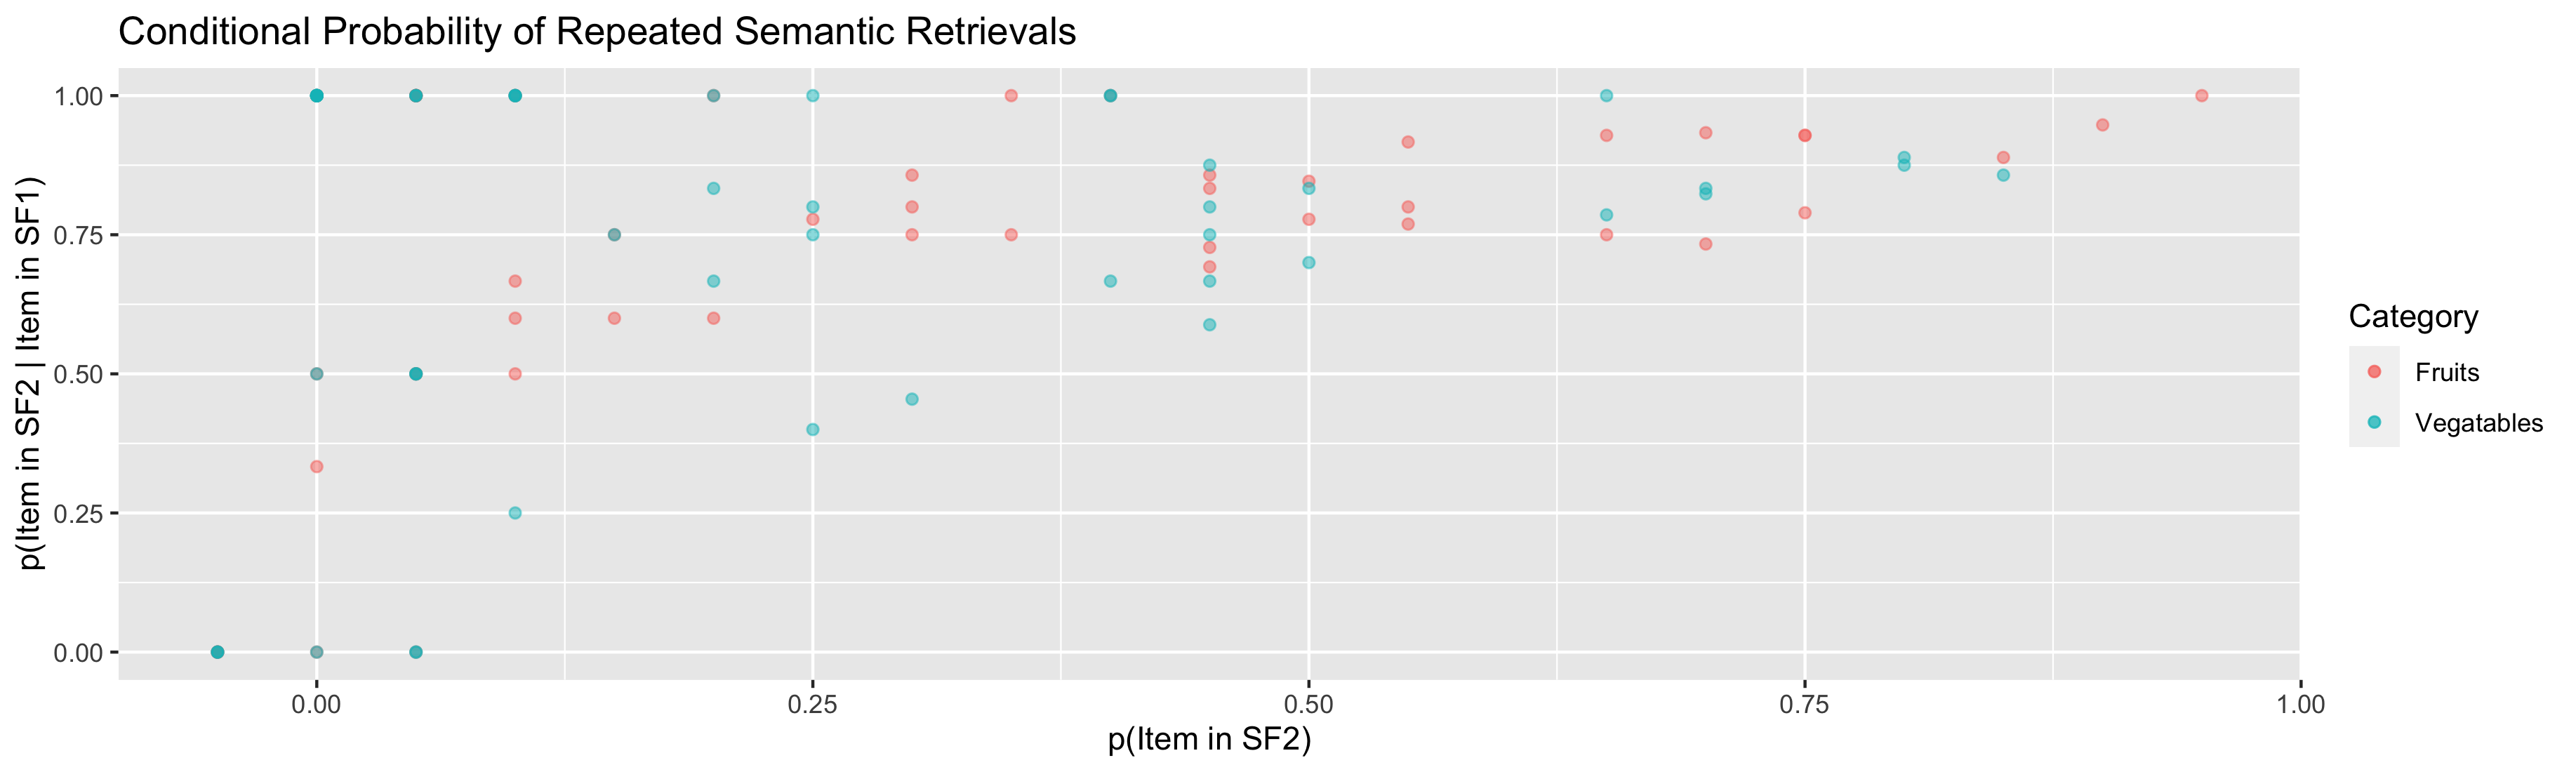 Conditional Probability of Repeated Semantic Retrievals
p(Item in SF2 | Item in SF1)
1.00
0.75
0.50
0.25
0.00
0.00 0.25 0.50 0.75 1.00
p(Item in SF2)
Category
Fruits
Vegatables